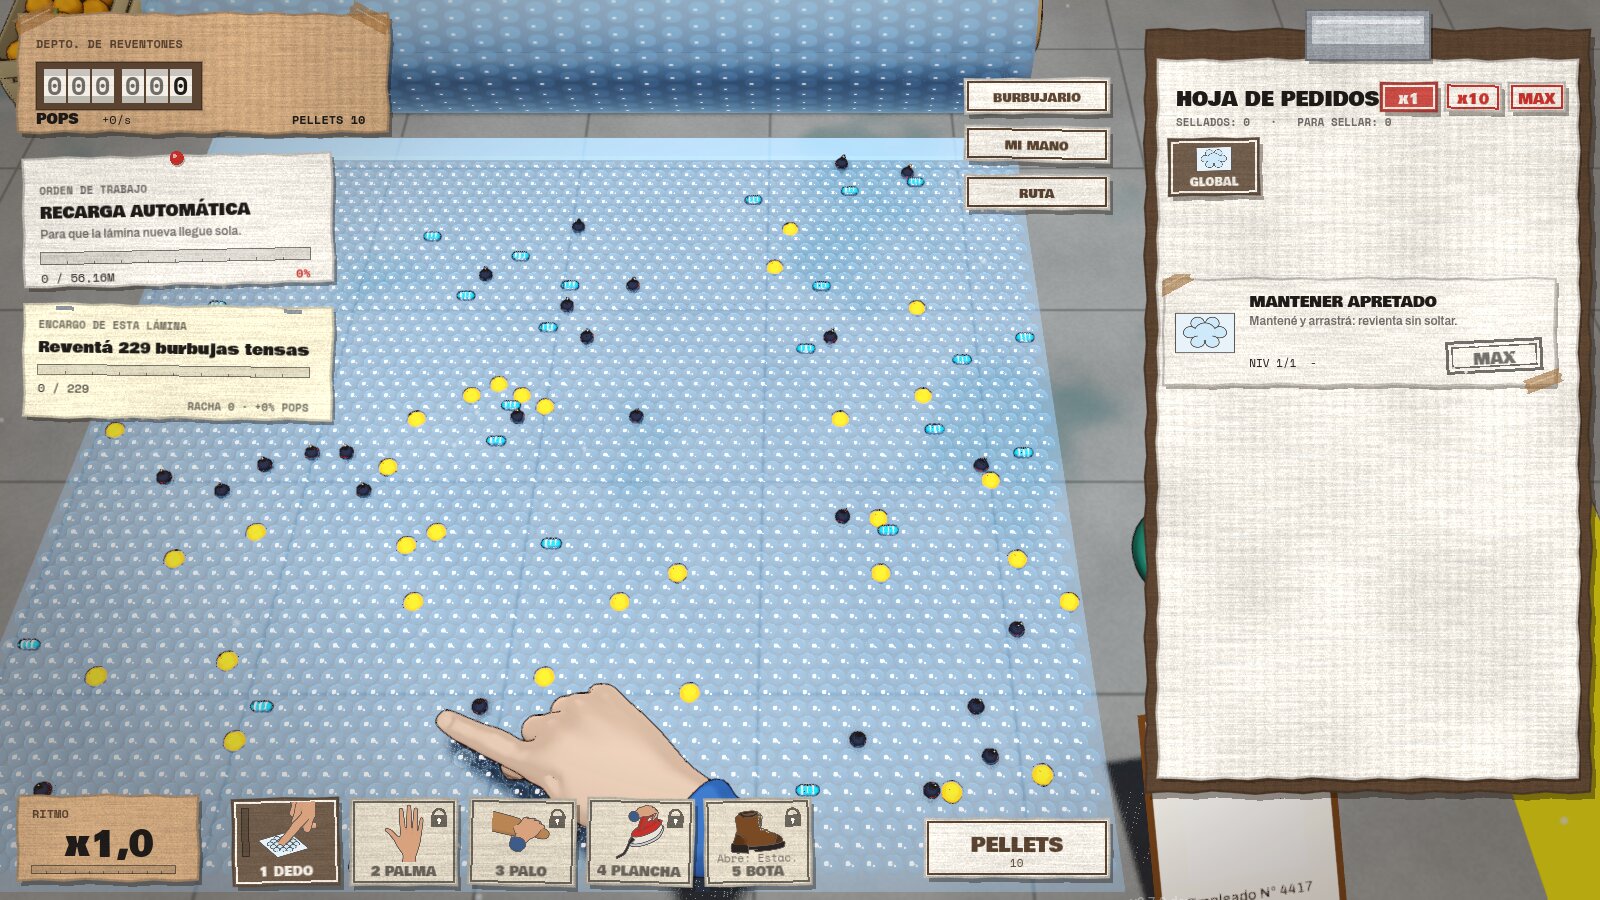 DEPTO. DE REVENTONES
000 000
POPS +0/s PELLETS 10
ORDEN DE TRABAJO
RECARGA AUTOMÁTICA
Para que la lámina nueva llegue sola.
0 / 56.16M 0%
ENCARGO DE ESTA LÁMINA
Reventá 229 burbujas tensas
0 / 229
RACHA 0 · +0% POPS
BURBUJARIO
MI MANO
RUTA
HOJA DE PEDIDOS x1 x10 MAX
SELLADOS: 0 · PARA SELLAR: 0
GLOBAL
MANTENER APRETADO
Mantené y arrastrá: revienta sin soltar.
NIV 1/1 -
MAX
RITMO
x1,0
1 DEDO
2 PALMA
3 PALO
4 PLANCHA
Abre: Estac.
5 BOTA
PELLETS
10
Nº 4417